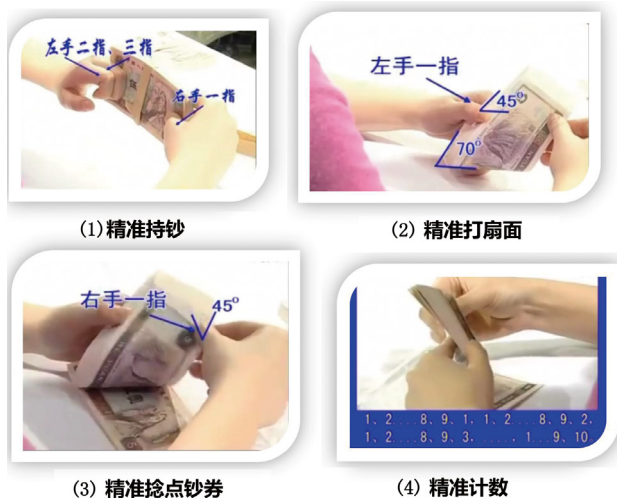 左手二指、三指
右手一指
(1)精准持钞
左手一指
45°
70°
(2) 精准打扇面
右手一指
45°
(3) 精准捻点钞券
1、2....8、9、1、1、2....8、9、2、
1、2....8、9、3、......、1...9、10
(4) 精准计数